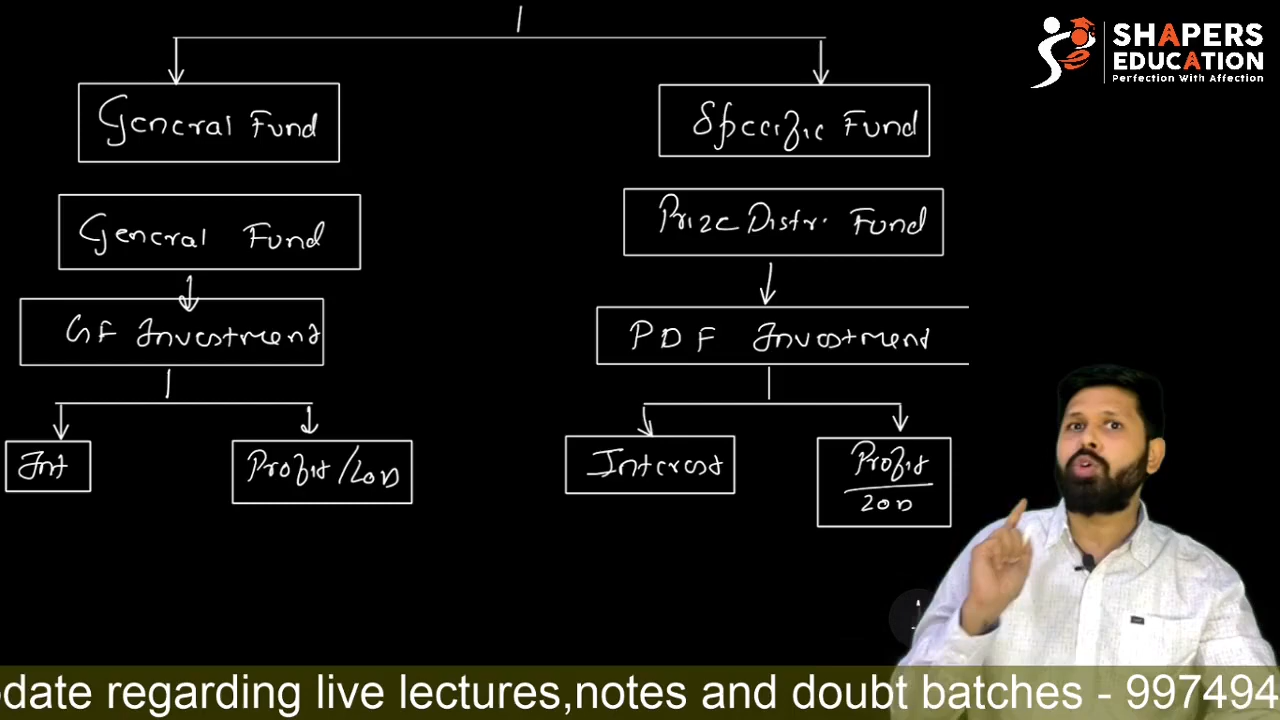 SHAPERS
EDUCATION
Perfection With Affection
General Fund
Specific Fund
General Fund
Prize Distri. Fund
GF Investment
PDF Investment
Int
Profit/Loss
Interest
Profit
Loss
date regarding live lectures,notes and doubt batches - 997494